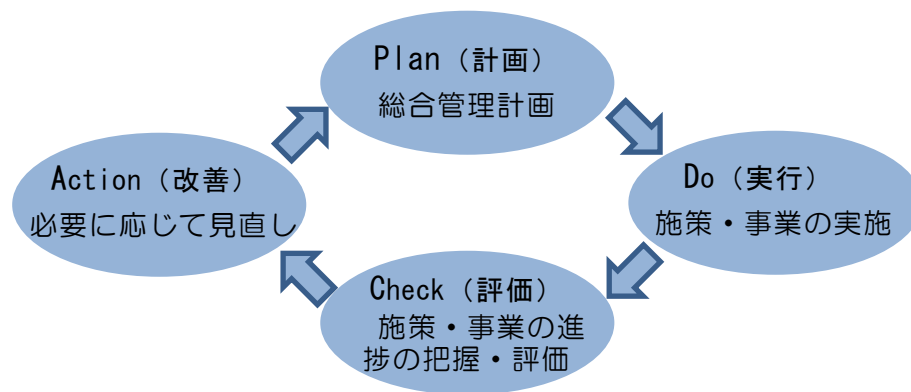 Plan（計画）
総合管理計画
Do（実行）
施策・事業の実施
Check（評価）
施策・事業の進
捗の把握・評価
Action（改善）
必要に応じて見直し